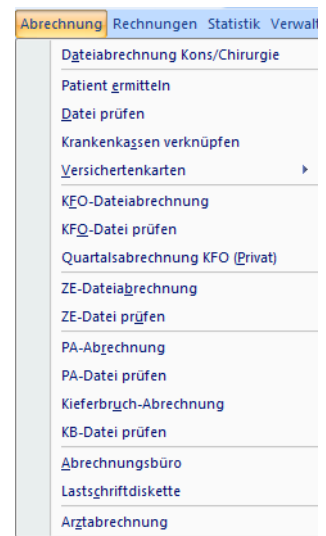 Abrechnung Rechnungen Statistik Verwalt
Dateiabrechnung Kons/Chirurgie
Patient ermitteln
Datei prüfen
Krankenkassen verknüpfen
Versichertenkarten
KFO-Dateiabrechnung
KFO-Datei prüfen
Quartalsabrechnung KFO (Privat)
ZE-Dateiabrechnung
ZE-Datei prüfen
PA-Abrechnung
PA-Datei prüfen
Kieferbruch-Abrechnung
KB-Datei prüfen
Abrechnungsbüro
Lastschriftdiskette
Arztabrechnung